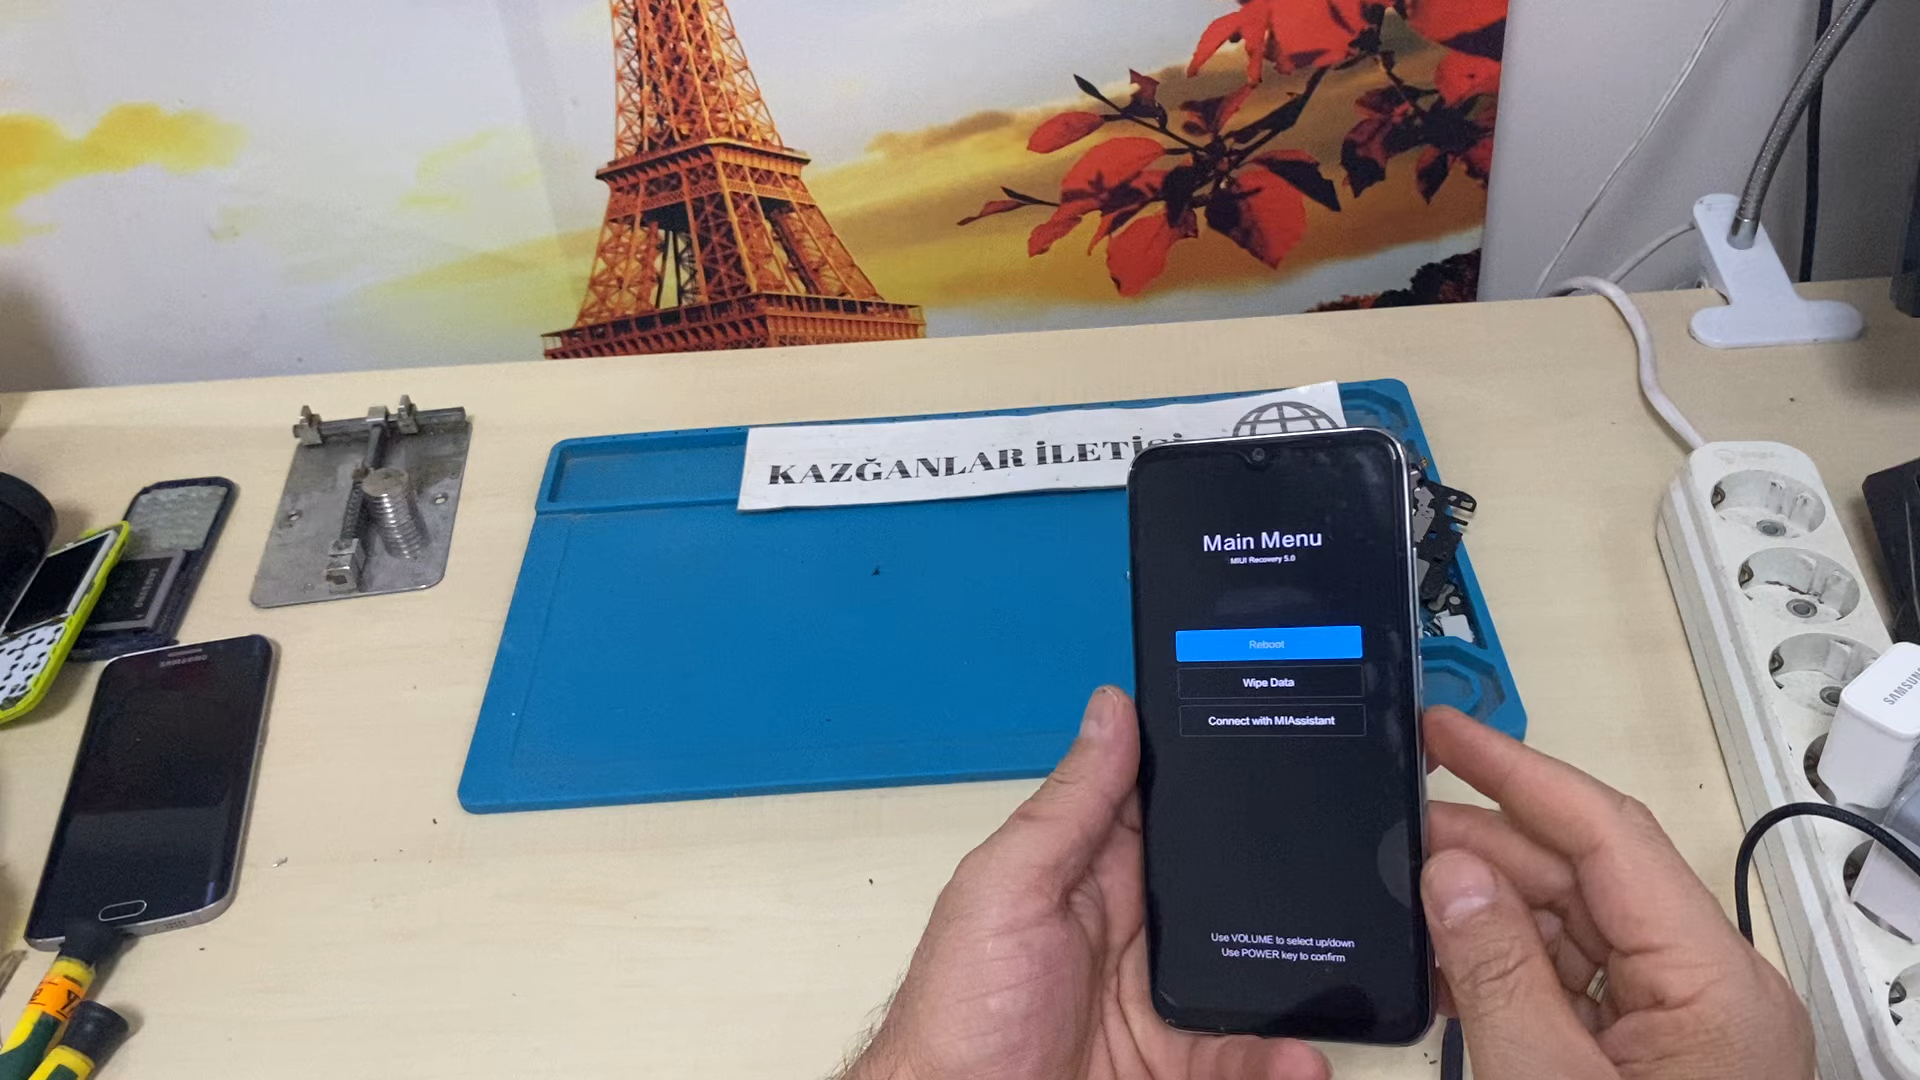 KAZĞANLAR İLETİŞ
Main Menu
MIUI Recovery 5.0
Reboot
Wipe Data
Connect with MIAssistant
Use VOLUME to select up/down
Use POWER key to confirm
SAMSUNG
SAMSUNG
SAMSUNG